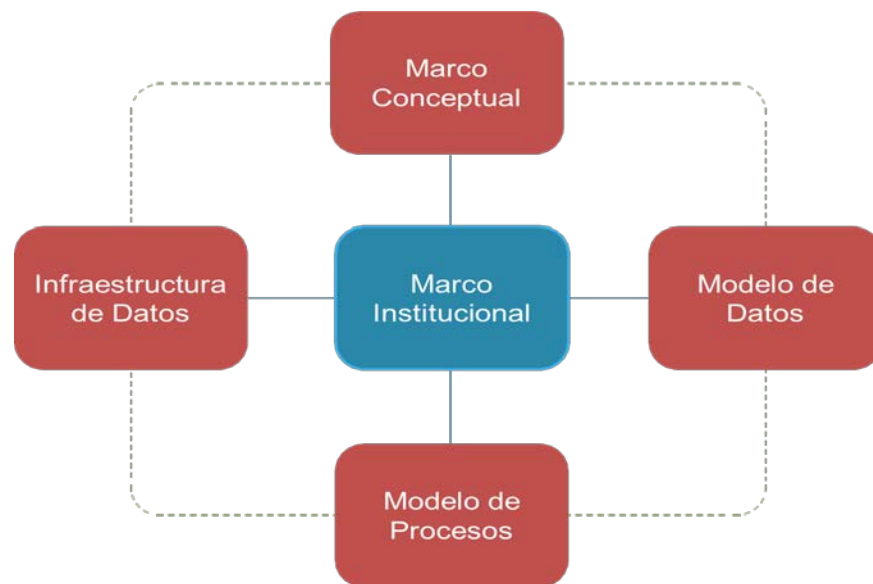 Marco
Conceptual
Infraestructura
de Datos
Marco
Institucional
Modelo de
Datos
Modelo de
Procesos